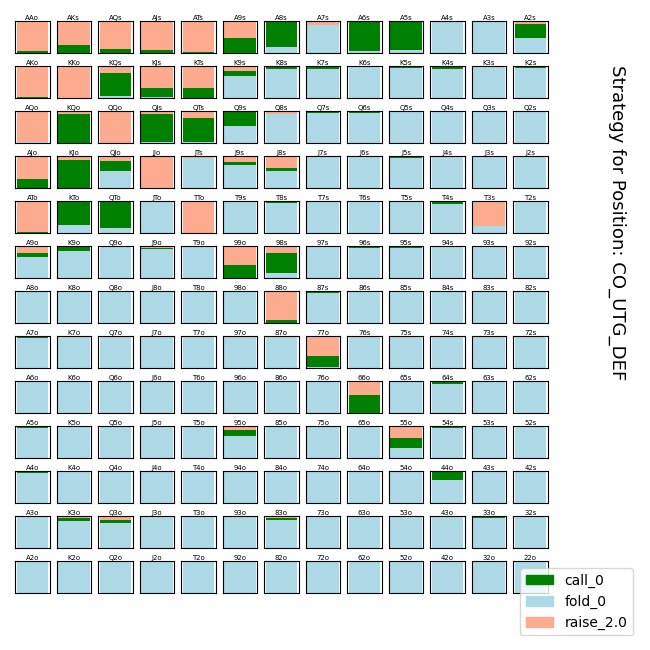 AAo AKs AQs AJs ATs A9s A8s A7s A6s A5s A4s A3s A2s
AKo KKo KQs KJs KTs K9s K8s K7s K6s K5s K4s K3s K2s
AQo KQo QQo QJs QTs Q9s Q8s Q7s Q6s Q5s Q4s Q3s Q2s
AJo KJo QJo JJo JTs J9s J8s J7s J6s J5s J4s J3s J2s
ATo KTo QTo JTo TTo T9s T8s T7s T6s T5s T4s T3s T2s
A9o K9o Q9o J9o T9o 99o 98s 97s 96s 95s 94s 93s 92s
A8o K8o Q8o J8o T8o 98o 88o 87s 86s 85s 84s 83s 82s
A7o K7o Q7o J7o T7o 97o 87o 77o 76s 75s 74s 73s 72s
A6o K6o Q6o J6o T6o 96o 86o 76o 66o 65s 64s 63s 62s
A5o K5o Q5o J5o T5o 95o 85o 75o 65o 55o 54s 53s 52s
A4o K4o Q4o J4o T4o 94o 84o 74o 64o 54o 44o 43s 42s
A3o K3o Q3o J3o T3o 93o 83o 73o 63o 53o 43o 33o 32s
A2o K2o Q2o J2o T2o 92o 82o 72o 62o 52o 42o 32o 22o
Strategy for Position: CO_UTG_DEF
call_0
fold_0
raise_2.0